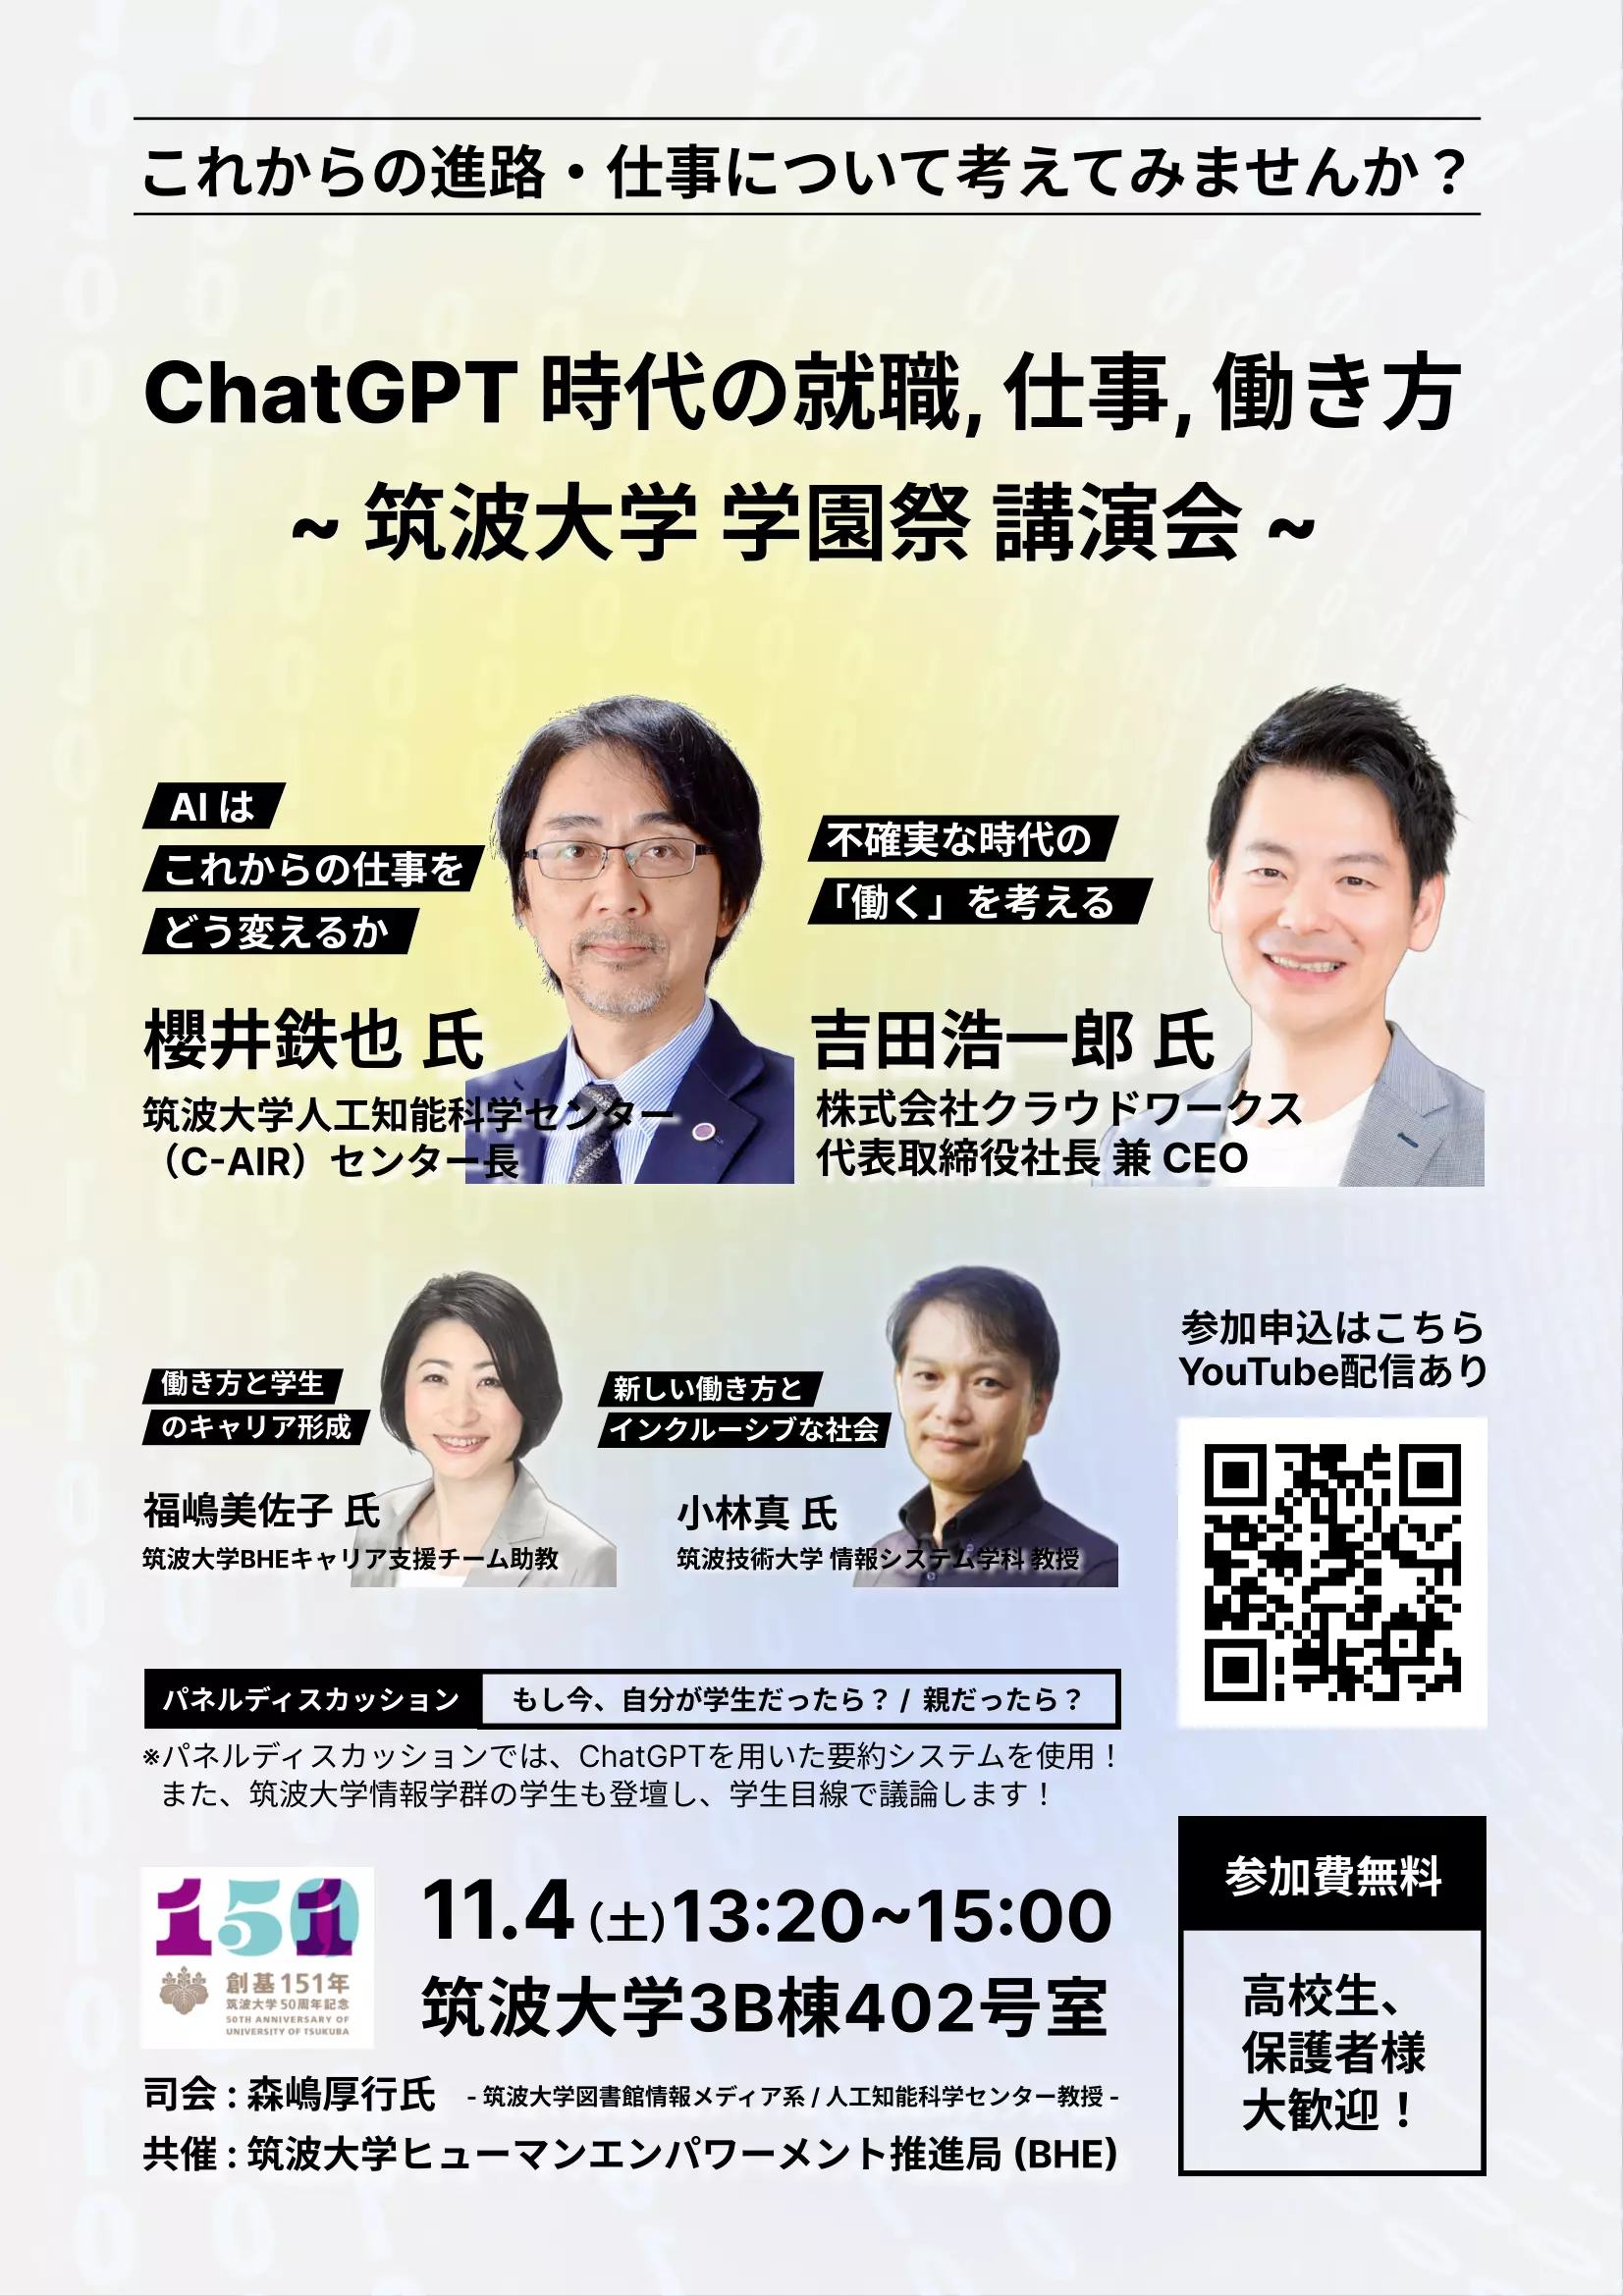 これからの進路・仕事について考えてみませんか？
ChatGPT 時代の就職, 仕事, 働き方
~ 筑波大学 学園祭 講演会 ~
AI は
これからの仕事を
どう変えるか
櫻井鉄也 氏
筑波大学人工知能科学センター
（C-AIR）センター長
不確実な時代の
「働く」を考える
吉田浩一郎 氏
株式会社クラウドワークス
代表取締役社長 兼 CEO
働き方と学生
のキャリア形成
福嶋美佐子 氏
筑波大学BHEキャリア支援チーム助教
新しい働き方と
インクルーシブな社会
小林真 氏
筑波技術大学 情報システム学科 教授
参加申込はこちら
YouTube配信あり
パネルディスカッション
もし今、自分が学生だったら？ / 親だったら？
※パネルディスカッションでは、ChatGPTを用いた要約システムを使用！
また、筑波大学情報学群の学生も登壇し、学生目線で議論します！
151
創基151年
筑波大学50周年記念
50TH ANNIVERSARY OF
UNIVERSITY OF TSUKUBA
11.4（土）13:20~15:00
筑波大学3B棟402号室
司会 : 森嶋厚行氏 - 筑波大学図書館情報メディア系 / 人工知能科学センター教授 -
共催 : 筑波大学ヒューマンエンパワーメント推進局 (BHE)
参加費無料
高校生、
保護者様
大歓迎！